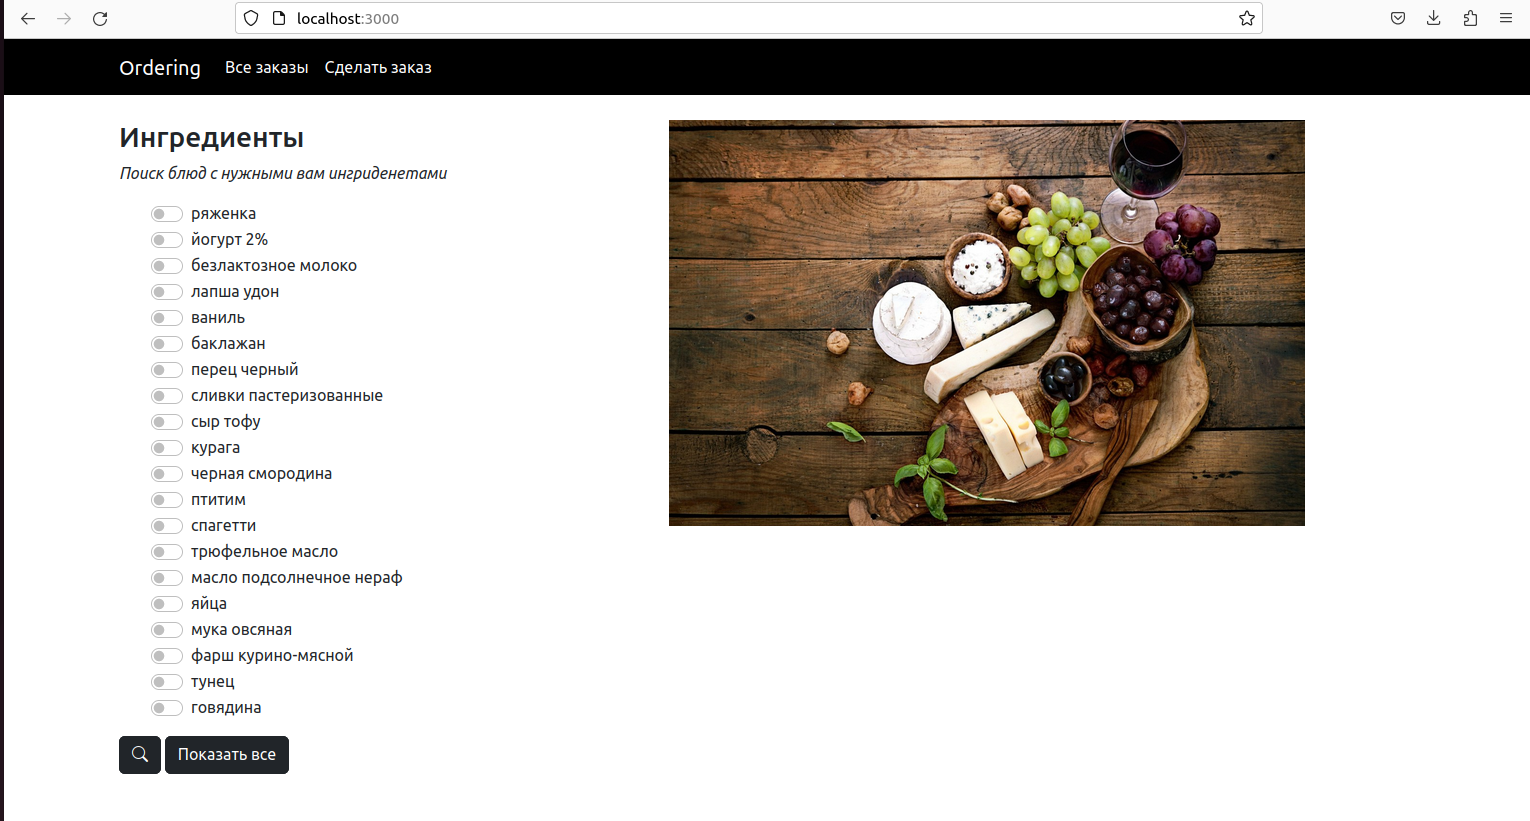 localhost:3000
Ordering Все заказы Сделать заказ
Ингредиенты
Поиск блюд с нужными вам ингриденетами
ряженка
йогурт 2%
безлактозное молоко
лапша удон
ваниль
баклажан
перец черный
сливки пастеризованные
сыр тофу
курага
черная смородина
птитим
спагетти
трюфельное масло
масло подсолнечное нераф
яйца
мука овсяная
фарш курино-мясной
тунец
говядина
Показать все